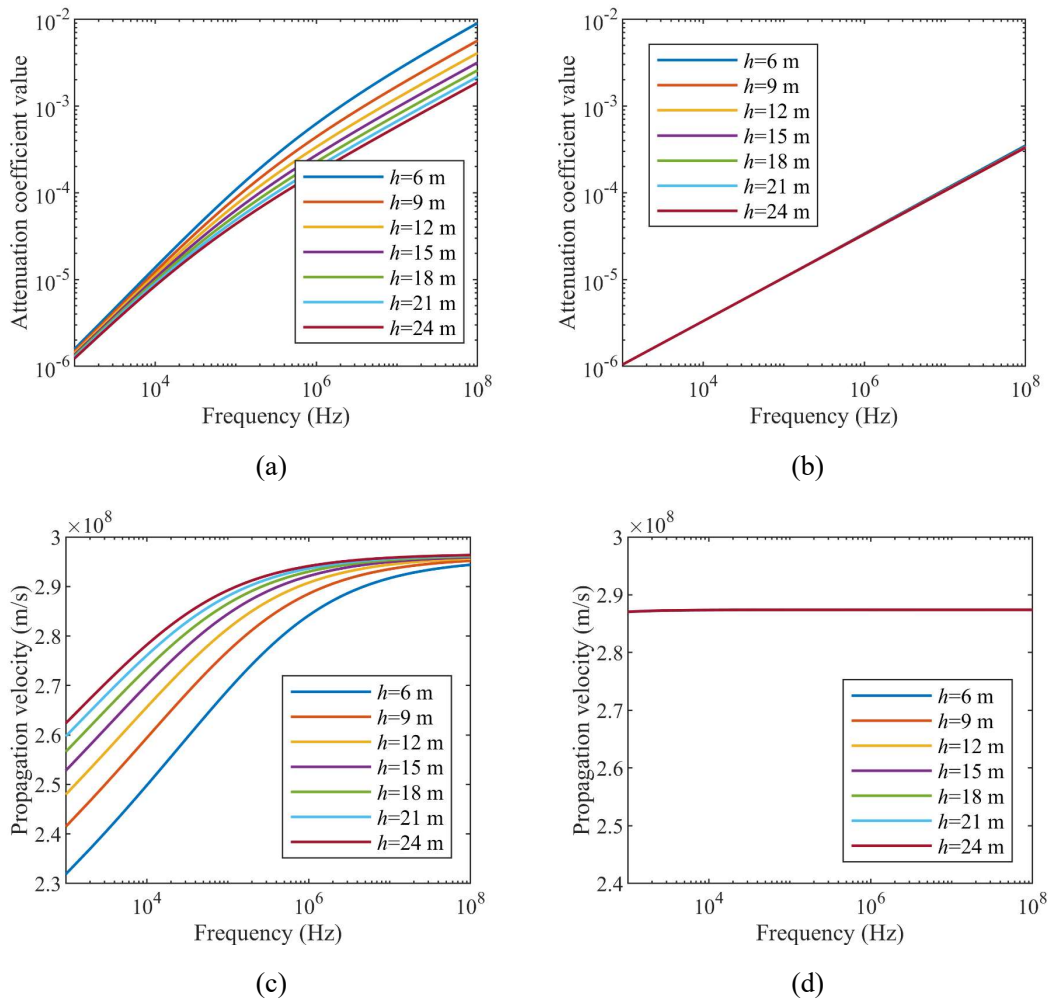 10^-2
10^-3
10^-4
10^-5
10^-6
Attenuation coefficient value
h=6 m
h=9 m
h=12 m
h=15 m
h=18 m
h=21 m
h=24 m
10^4 10^6 10^8
Frequency (Hz)
(a)
10^-2
10^-3
10^-4
10^-5
10^-6
Attenuation coefficient value
h=6 m
h=9 m
h=12 m
h=15 m
h=18 m
h=21 m
h=24 m
10^4 10^6 10^8
Frequency (Hz)
(b)
×10^8
3
2.9
2.8
2.7
2.6
2.5
2.4
2.3
Propagation velocity (m/s)
h=6 m
h=9 m
h=12 m
h=15 m
h=18 m
h=21 m
h=24 m
10^4 10^6 10^8
Frequency (Hz)
(c)
×10^8
3
2.9
2.8
2.7
2.6
2.5
2.4
Propagation velocity (m/s)
h=6 m
h=9 m
h=12 m
h=15 m
h=18 m
h=21 m
h=24 m
10^4 10^6 10^8
Frequency (Hz)
(d)